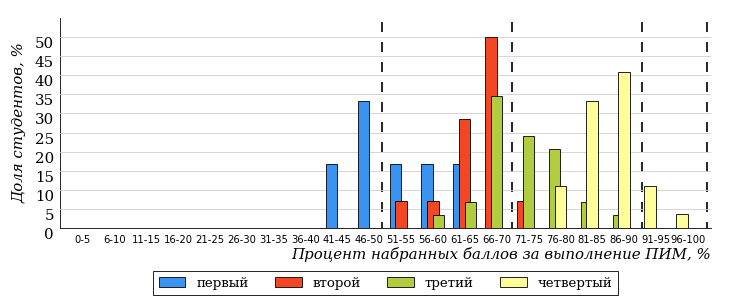 Доля студентов, %
50
45
40
35
30
25
20
15
10
5
0
0-5 6-10 11-15 16-20 21-25 26-30 31-35 36-40 41-45 46-50 51-55 56-60 61-65 66-70 71-75 76-80 81-85 86-90 91-95 96-100
Процент набранных баллов за выполнение ПИМ, %
первый второй третий четвертый